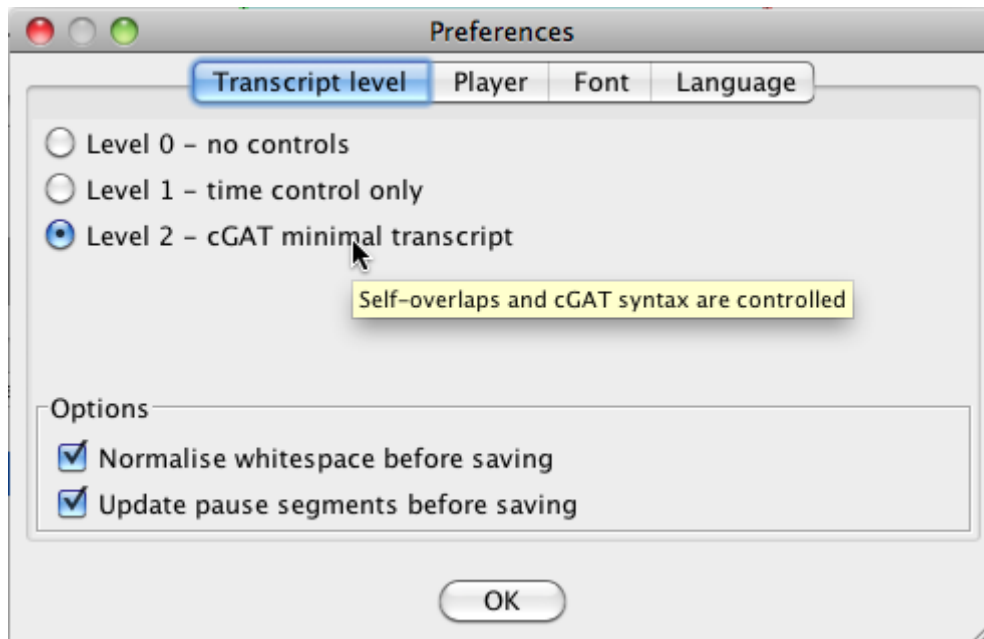 Preferences
Transcript level Player Font Language
Level 0 – no controls
Level 1 – time control only
Level 2 – cGAT minimal transcript
Self-overlaps and cGAT syntax are controlled
Options
Normalise whitespace before saving
Update pause segments before saving
OK